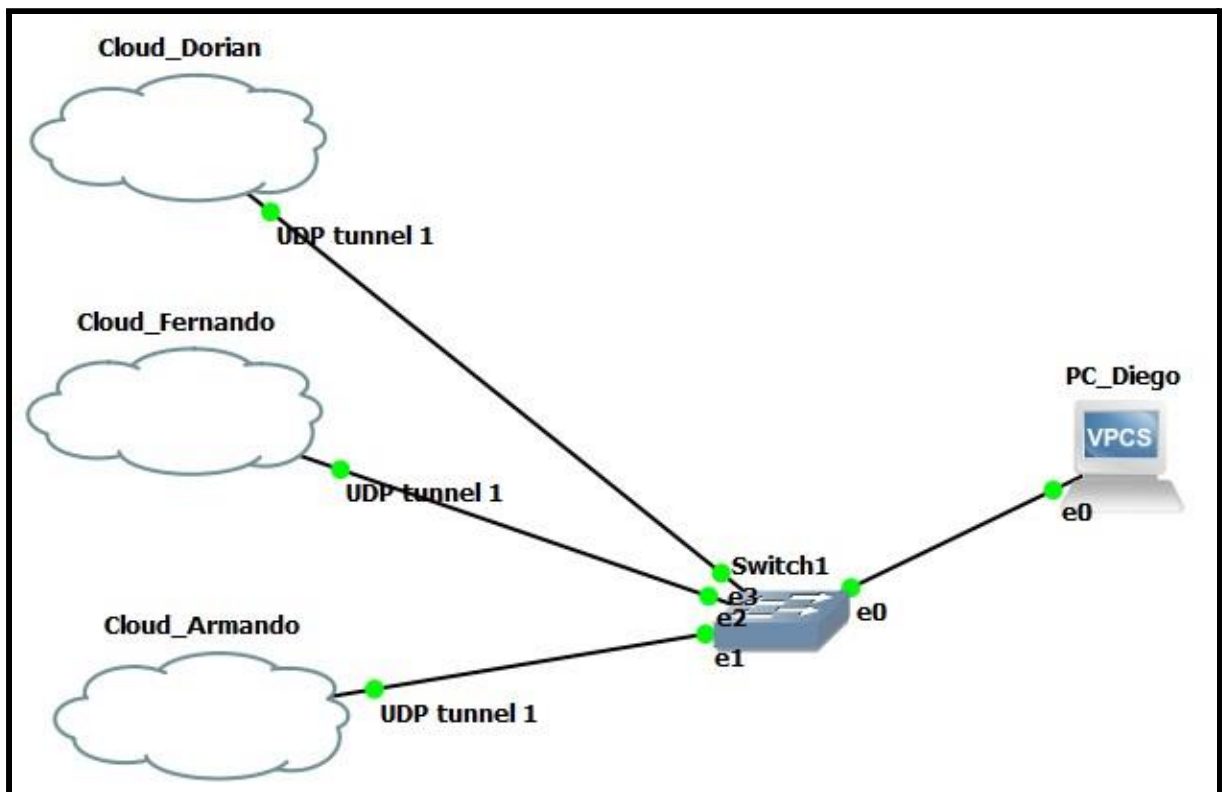 Cloud_Dorian
UDP tunnel 1
Cloud_Fernando
UDP tunnel 1
PC_Diego
VPCS
e0
Switch1
e3
e2
e0
e1
Cloud_Armando
UDP tunnel 1